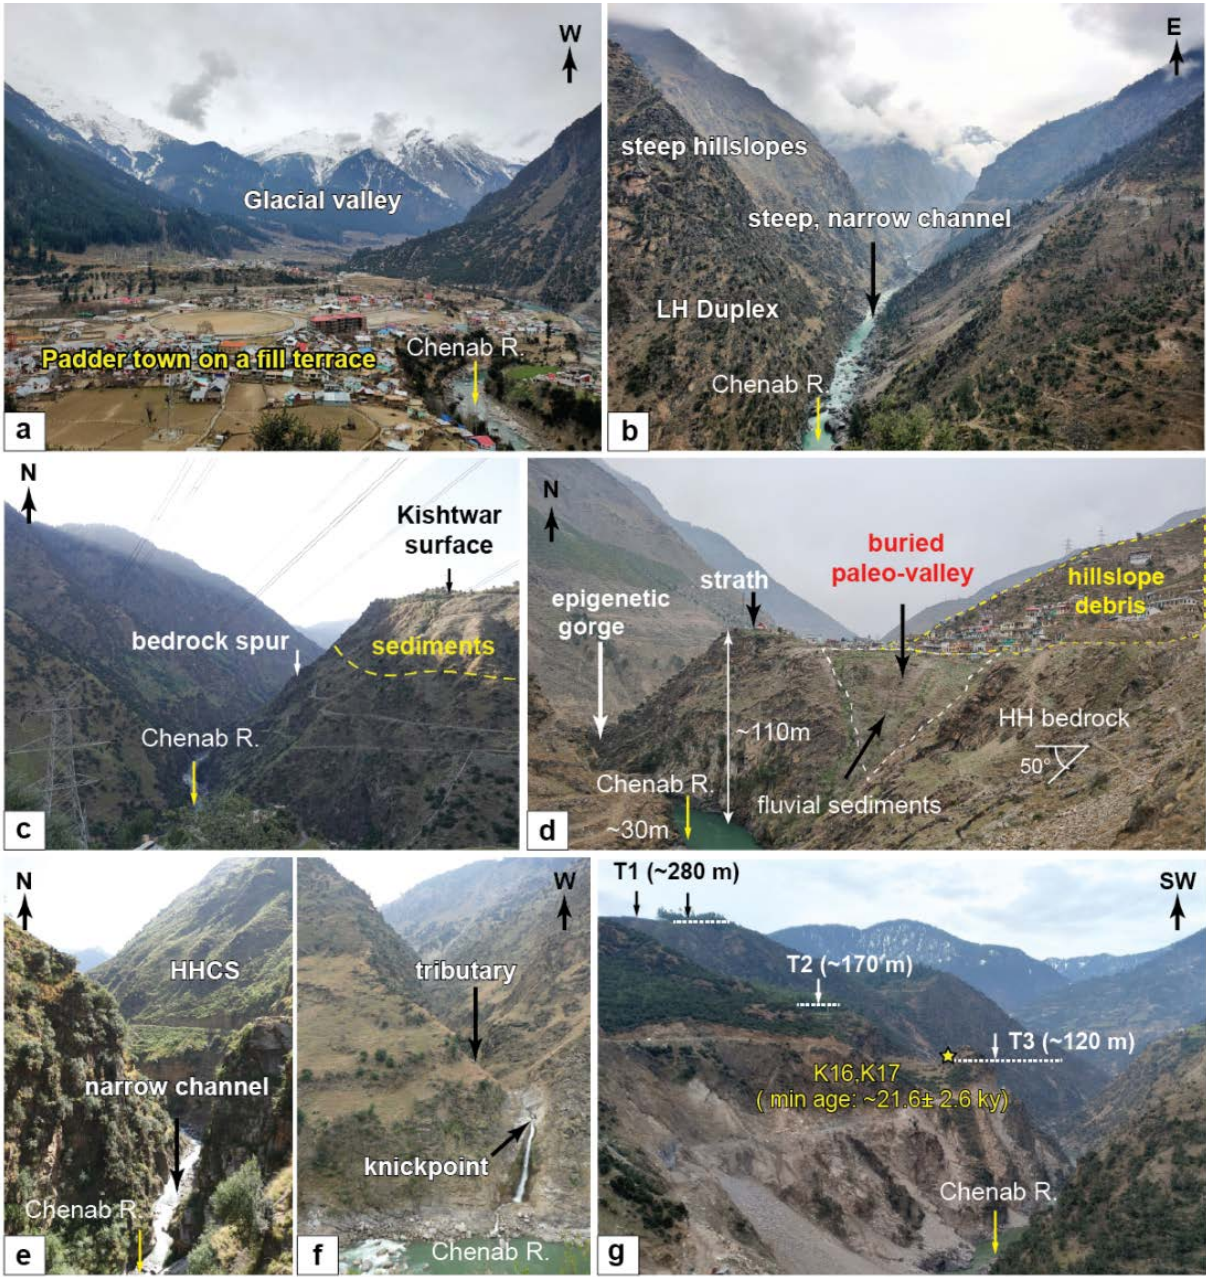 W
Glacial valley
Padder town on a fill terrace
Chenab R.
a
E
steep hillslopes
steep, narrow channel
LH Duplex
Chenab R.
b
N
Kishtwar
surface
bedrock spur
sediments
Chenab R.
c
N
buried
paleo-valley
strath
hillslope
debris
epigenetic
gorge
HH bedrock
~110m
50°
Chenab R.
fluvial sediments
~30m
d
N
HHCS
narrow channel
Chenab R.
e
W
tributary
knickpoint
Chenab R.
f
T1 (~280 m)
SW
T2 (~170 m)
T3 (~120 m)
K16,K17
( min age: ~21.6± 2.6 ky)
Chenab R.
g